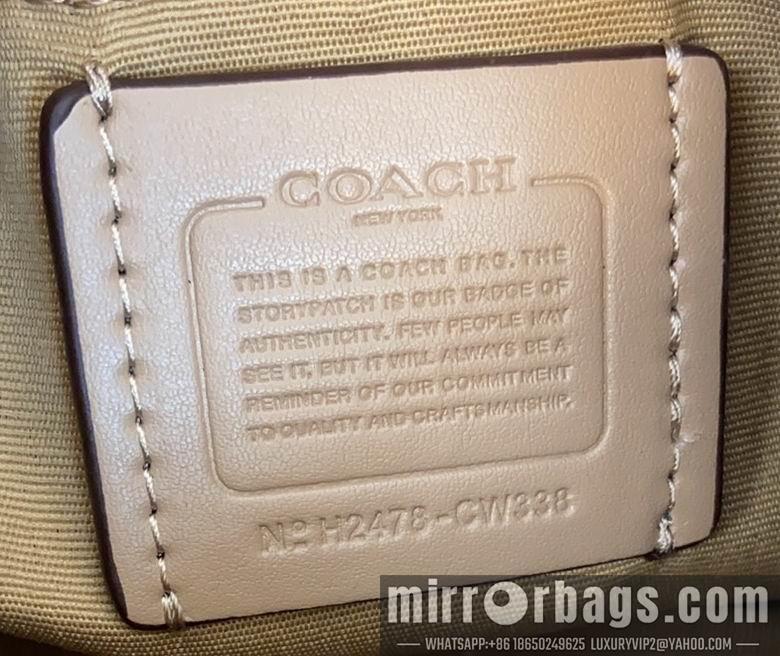 COACH
NEW YORK
THIS IS A COACH BAG. THE
STORYPATCH IS OUR BADGE OF
AUTHENTICITY. FEW PEOPLE MAY
SEE IT, BUT IT WILL ALWAYS BE A
REMINDER OF OUR COMMITMENT
TO QUALITY AND CRAFTSMANSHIP.
No H2478-CW338
mirrorbags.com
WHATSAPP:+86 18650249625 LUXURYVIP2@YAHOO.COM